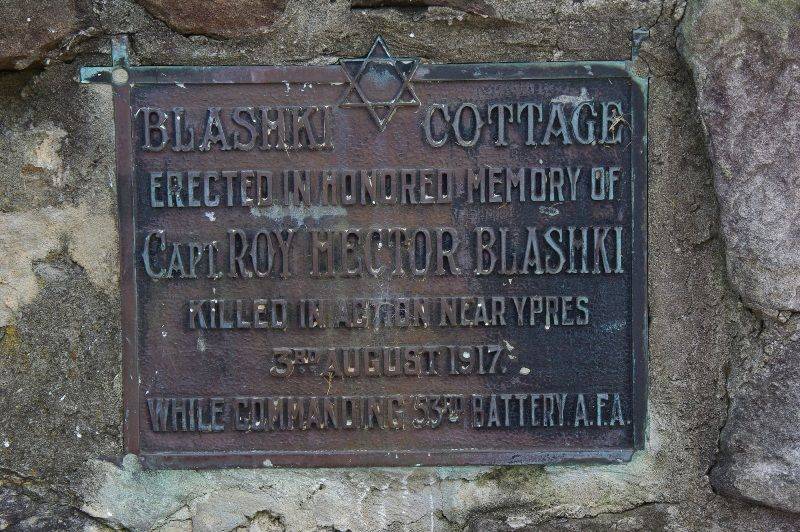 BLASHKI COTTAGE
ERECTED IN HONORED MEMORY OF
CAPT. ROY HECTOR BLASHKI
KILLED IN ACTION NEAR YPRES
3RD AUGUST 1917.
WHILE COMMANDING 53RD BATTERY. A.F.A.